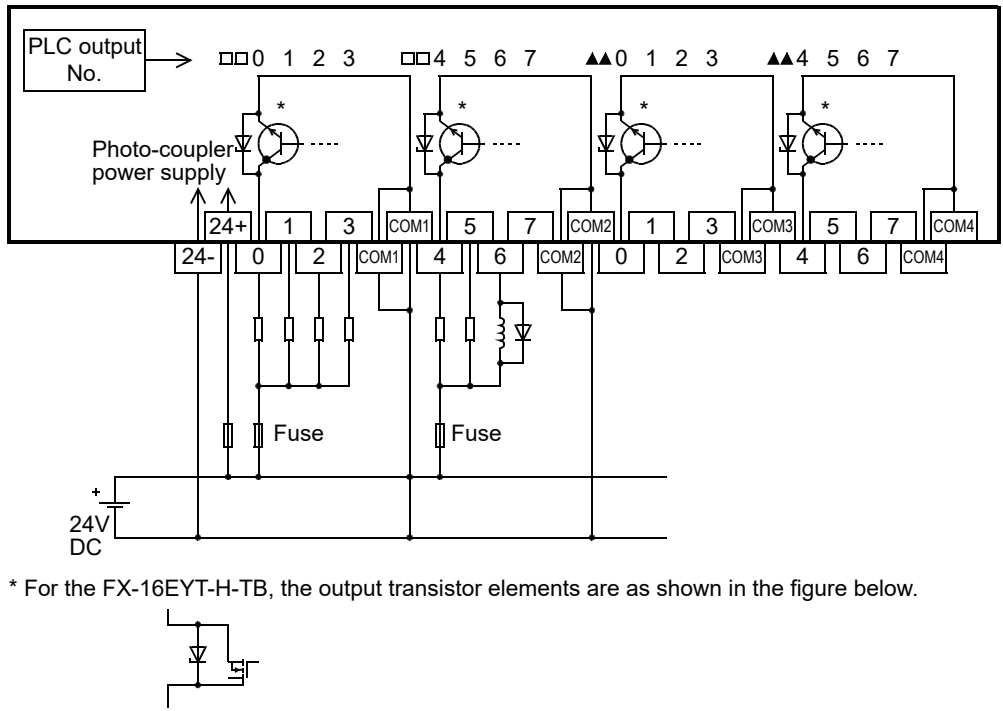 PLC output
No.
□□0 1 2 3 □□4 5 6 7 ▲▲0 1 2 3 ▲▲4 5 6 7
* * * *
Photo-coupler
power supply
24+ 1 3 COM1 5 7 COM2 1 3 COM3 5 7 COM4
24- 0 2 COM1 4 6 COM2 0 2 COM3 4 6 COM4
Fuse Fuse
+
24V
DC
* For the FX-16EYT-H-TB, the output transistor elements are as shown in the figure below.